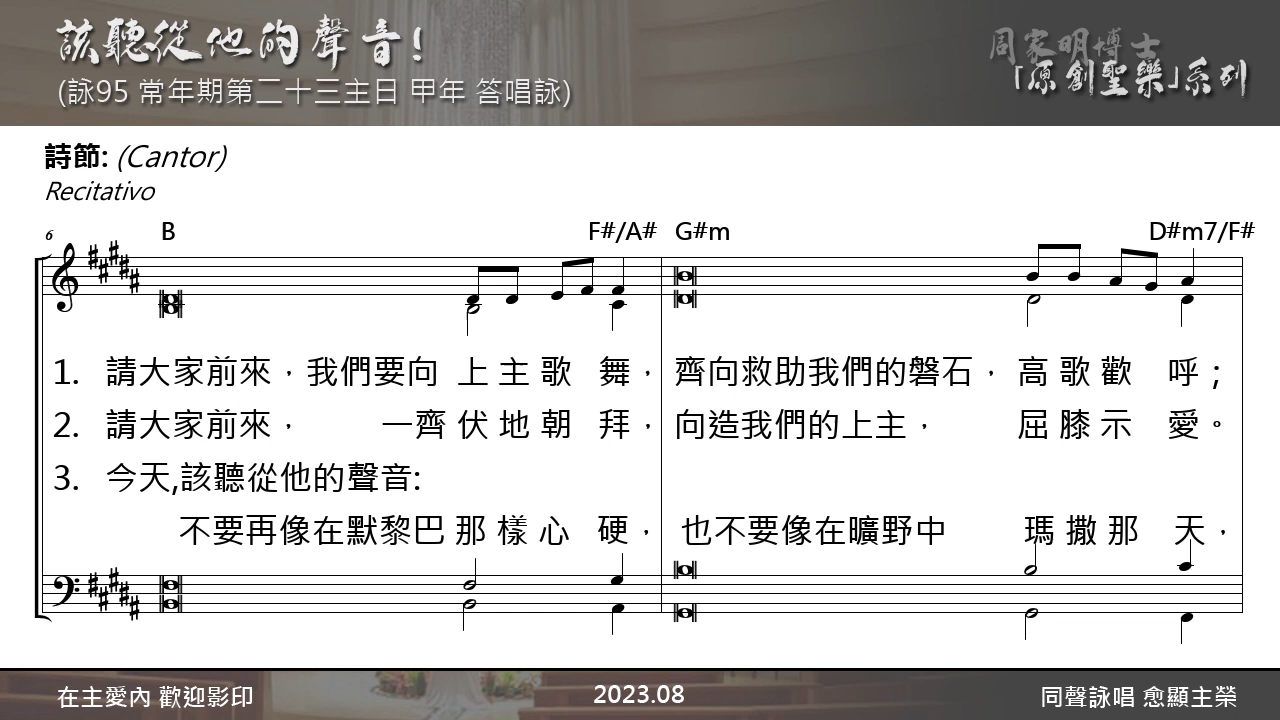 該聽從他的聲音!
(詠95 常年期第二十三主日 甲年 答唱詠)
周家明博士
「原創聖樂」系列
詩節: (Cantor)
Recitativo
6
B F#/A# G#m D#m7/F#
1. 請大家前來，我們要向 上 主 歌 舞，齊向救助我們的磐石，高 歌 歡 呼；
2. 請大家前來，一齊 伏 地 朝 拜，向造我們的上主，屈 膝 示 愛。
3. 今天,該聽從他的聲音:
不要再像在默黎巴 那 樣 心 硬，也不要像在曠野中 瑪 撒 那 天，
在主愛內 歡迎影印
2023.08
同聲詠唱 愈顯主榮